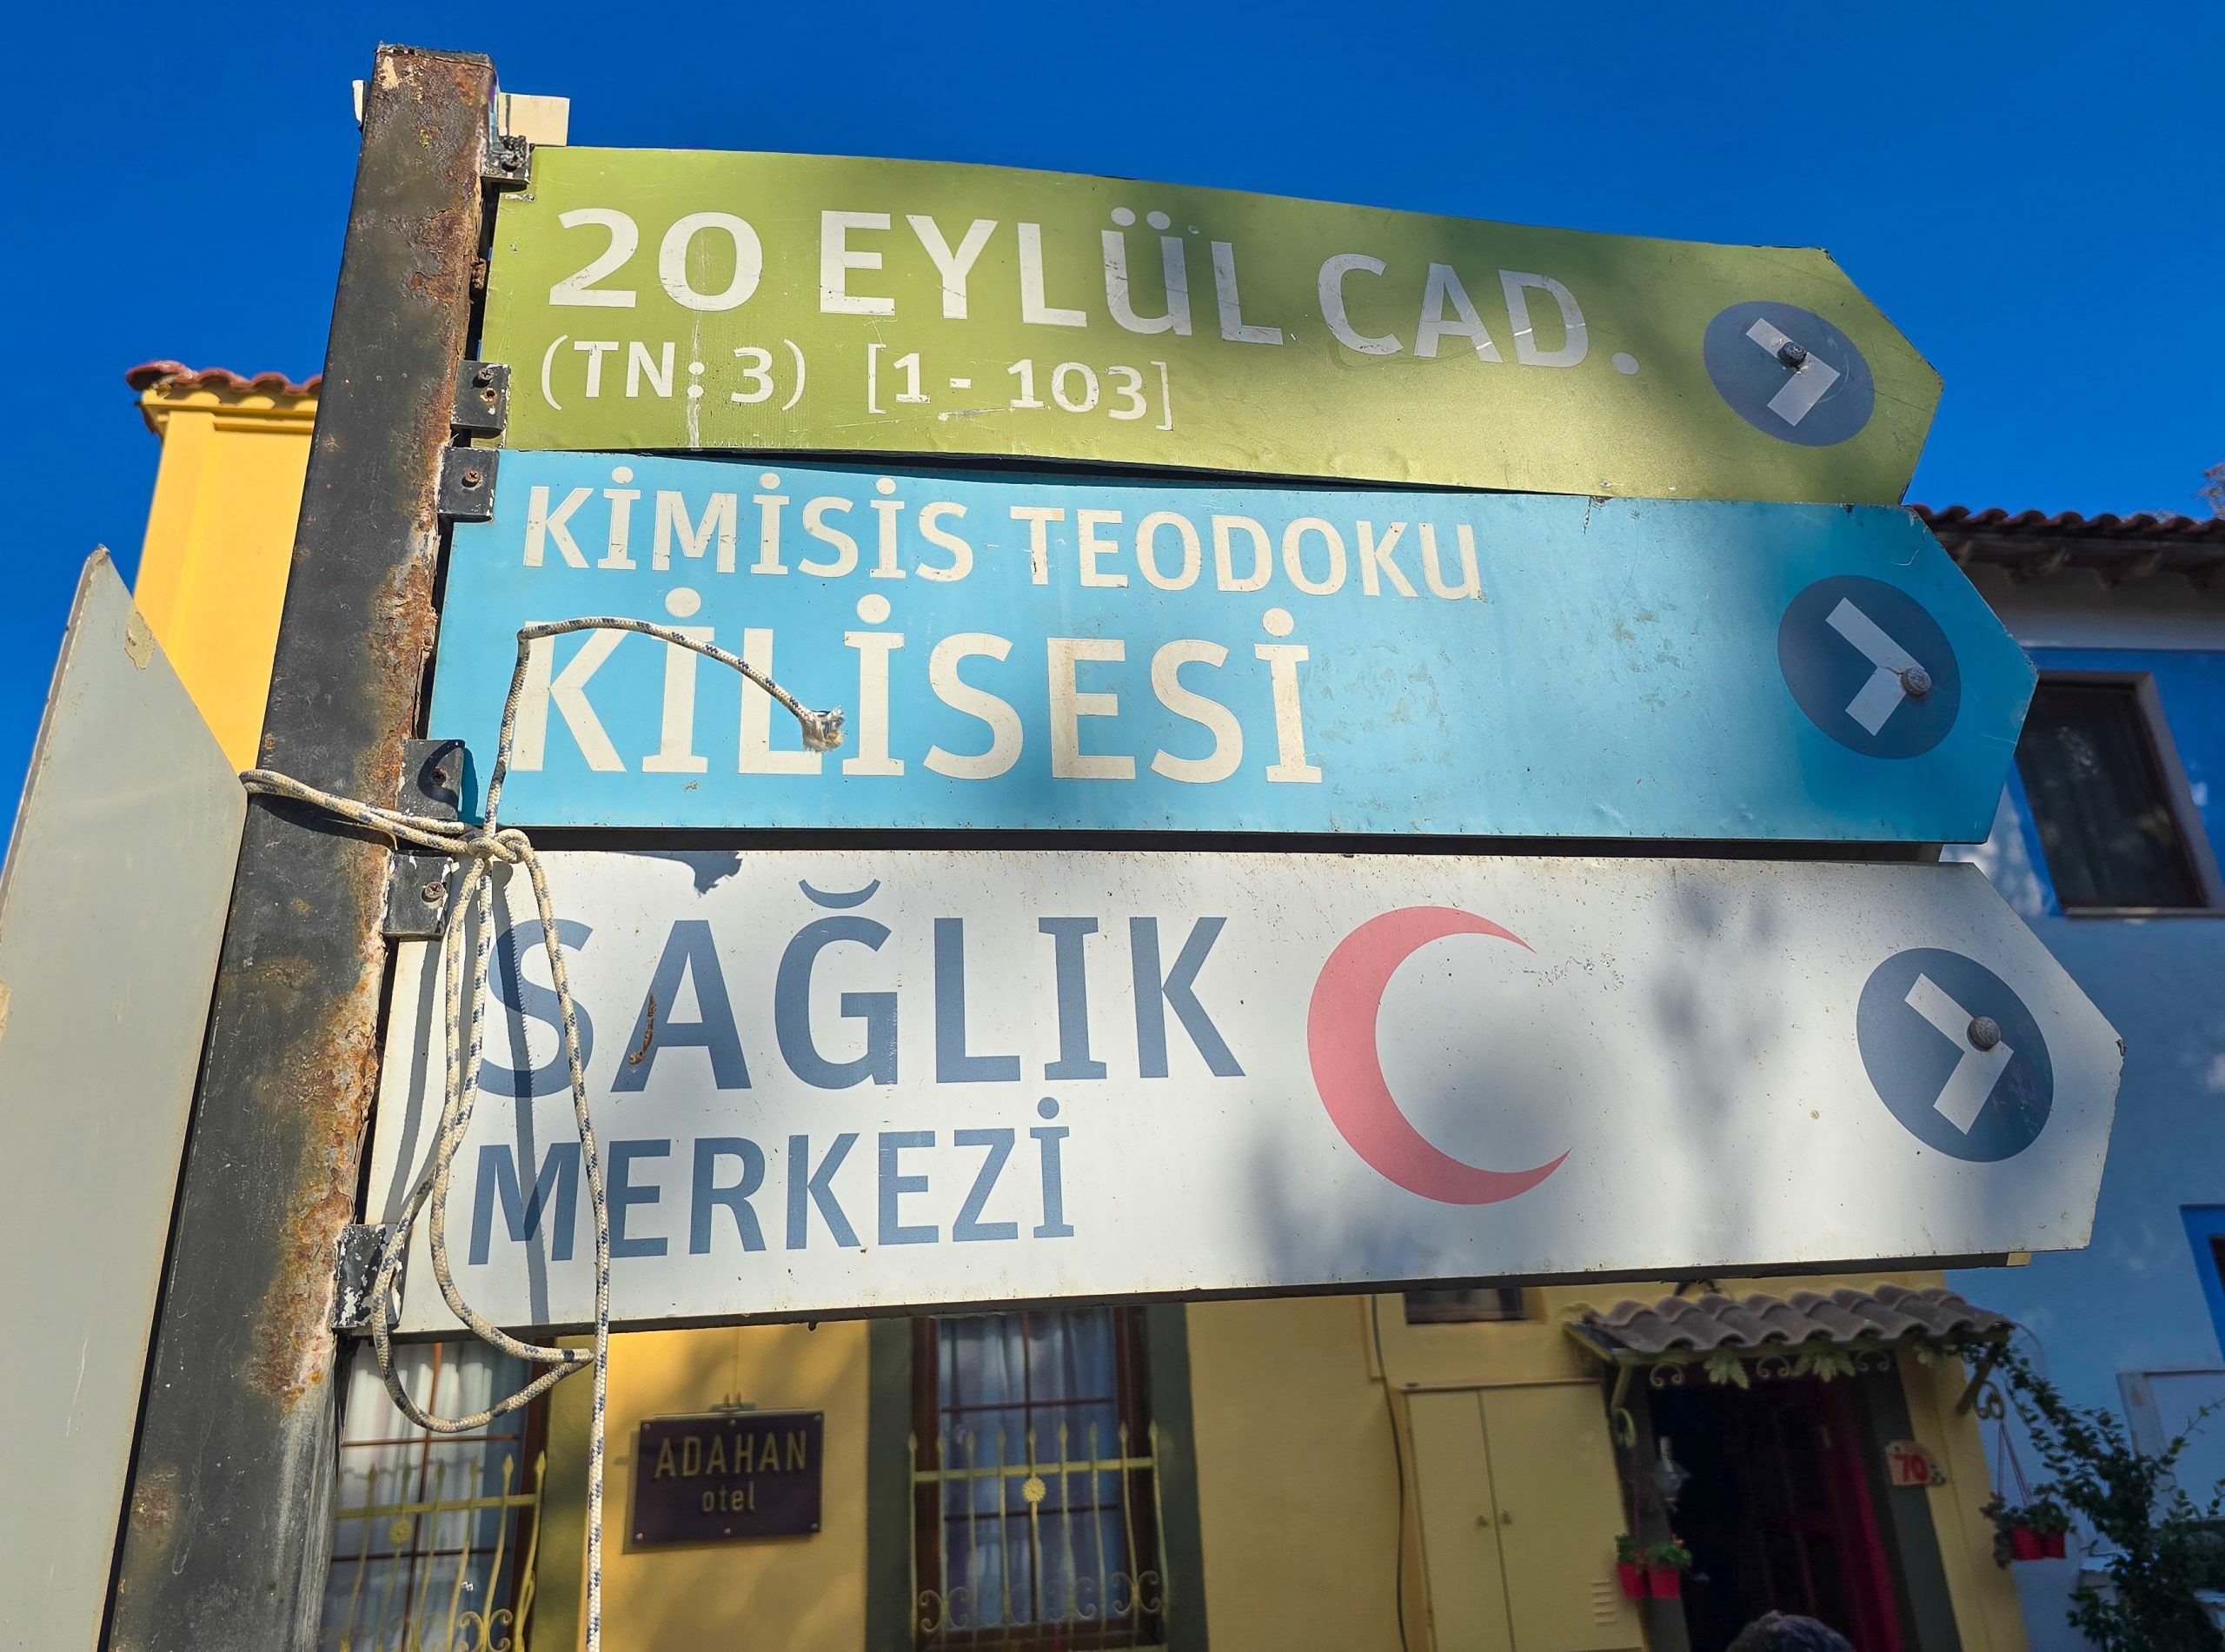 20 EYLÜL CAD.
(TN: 3) [1 - 103]
KİMİSİS TEODOKU
KİLİSESİ
SAĞLIK
MERKEZİ
ADAHAN
otel
70